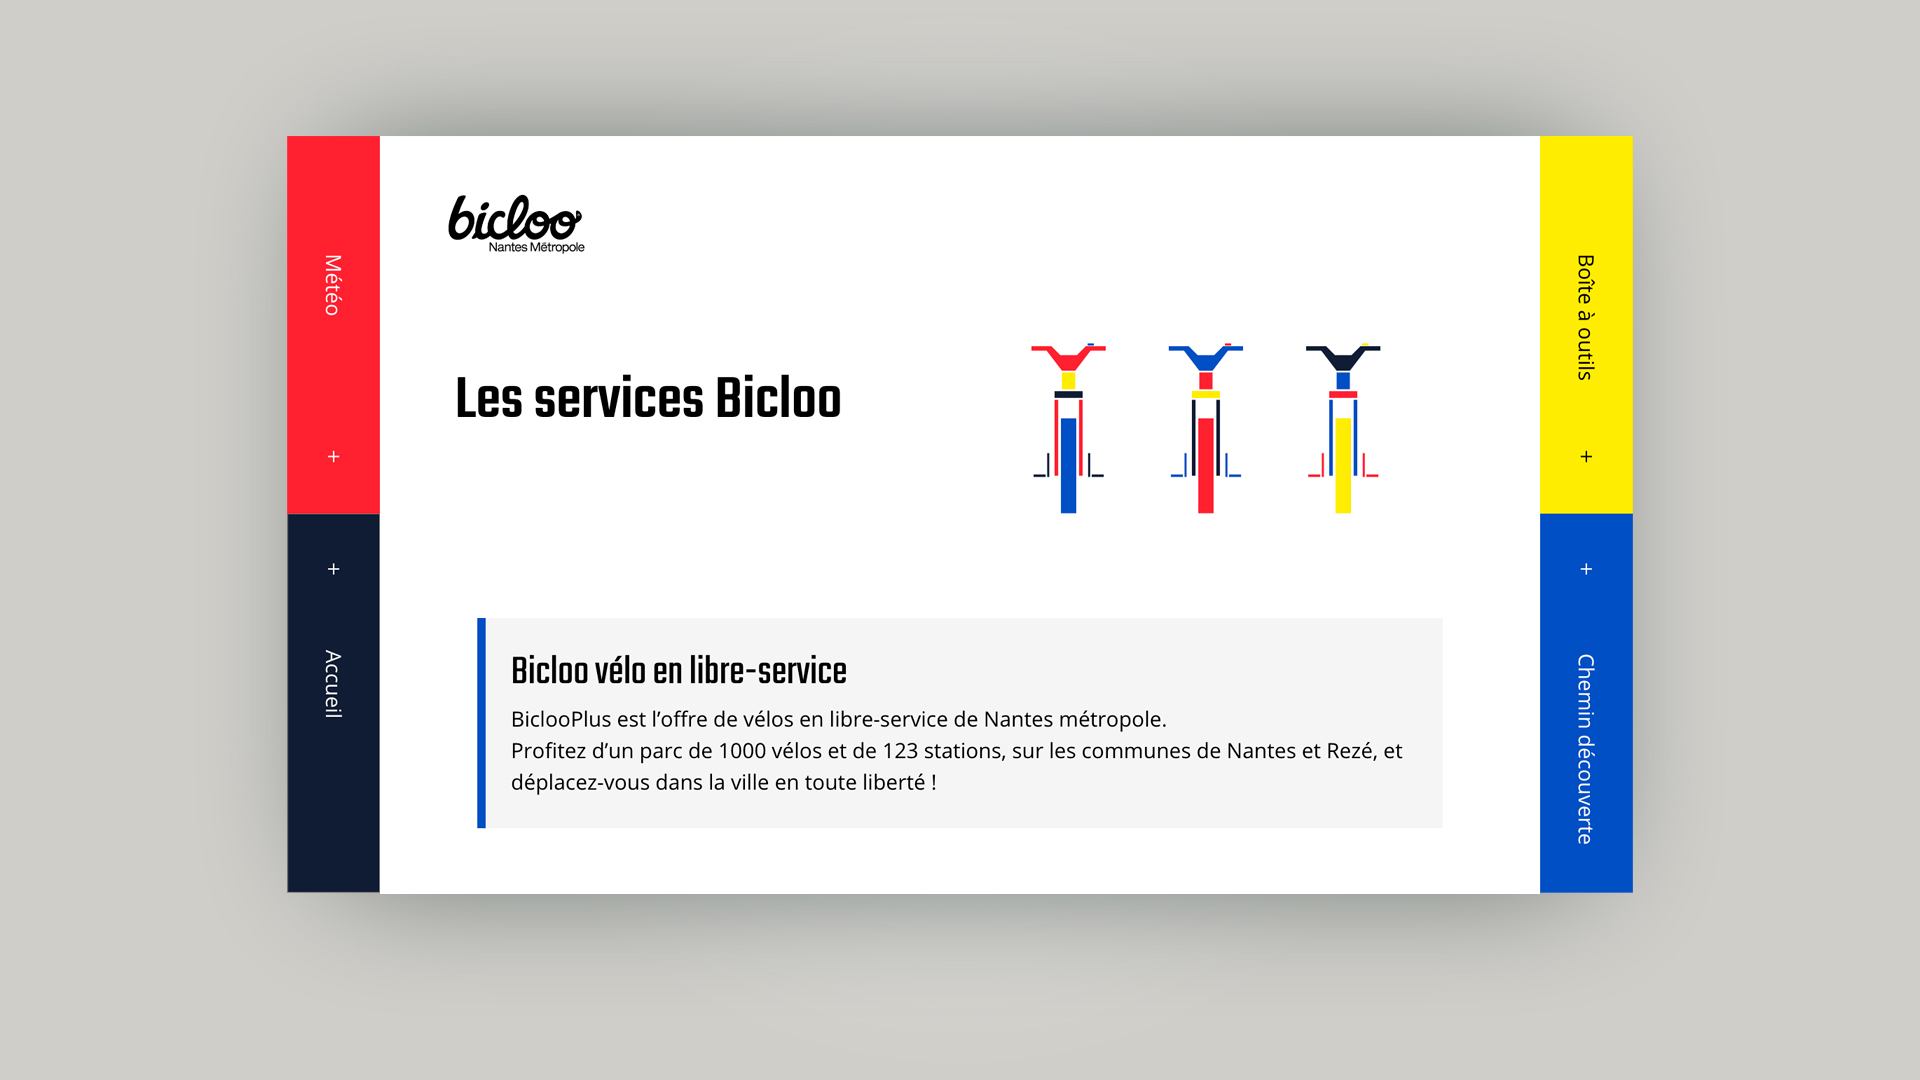 Météo
+
+
Accueil
bicloo
Nantes Métropole
Les services Bicloo
Bicloo vélo en libre-service
BiclooPlus est l’offre de vélos en libre-service de Nantes métropole.
Profitez d’un parc de 1000 vélos et de 123 stations, sur les communes de Nantes et Rezé, et
déplacez-vous dans la ville en toute liberté !
Boîte à outils
+
+
Chemin découverte